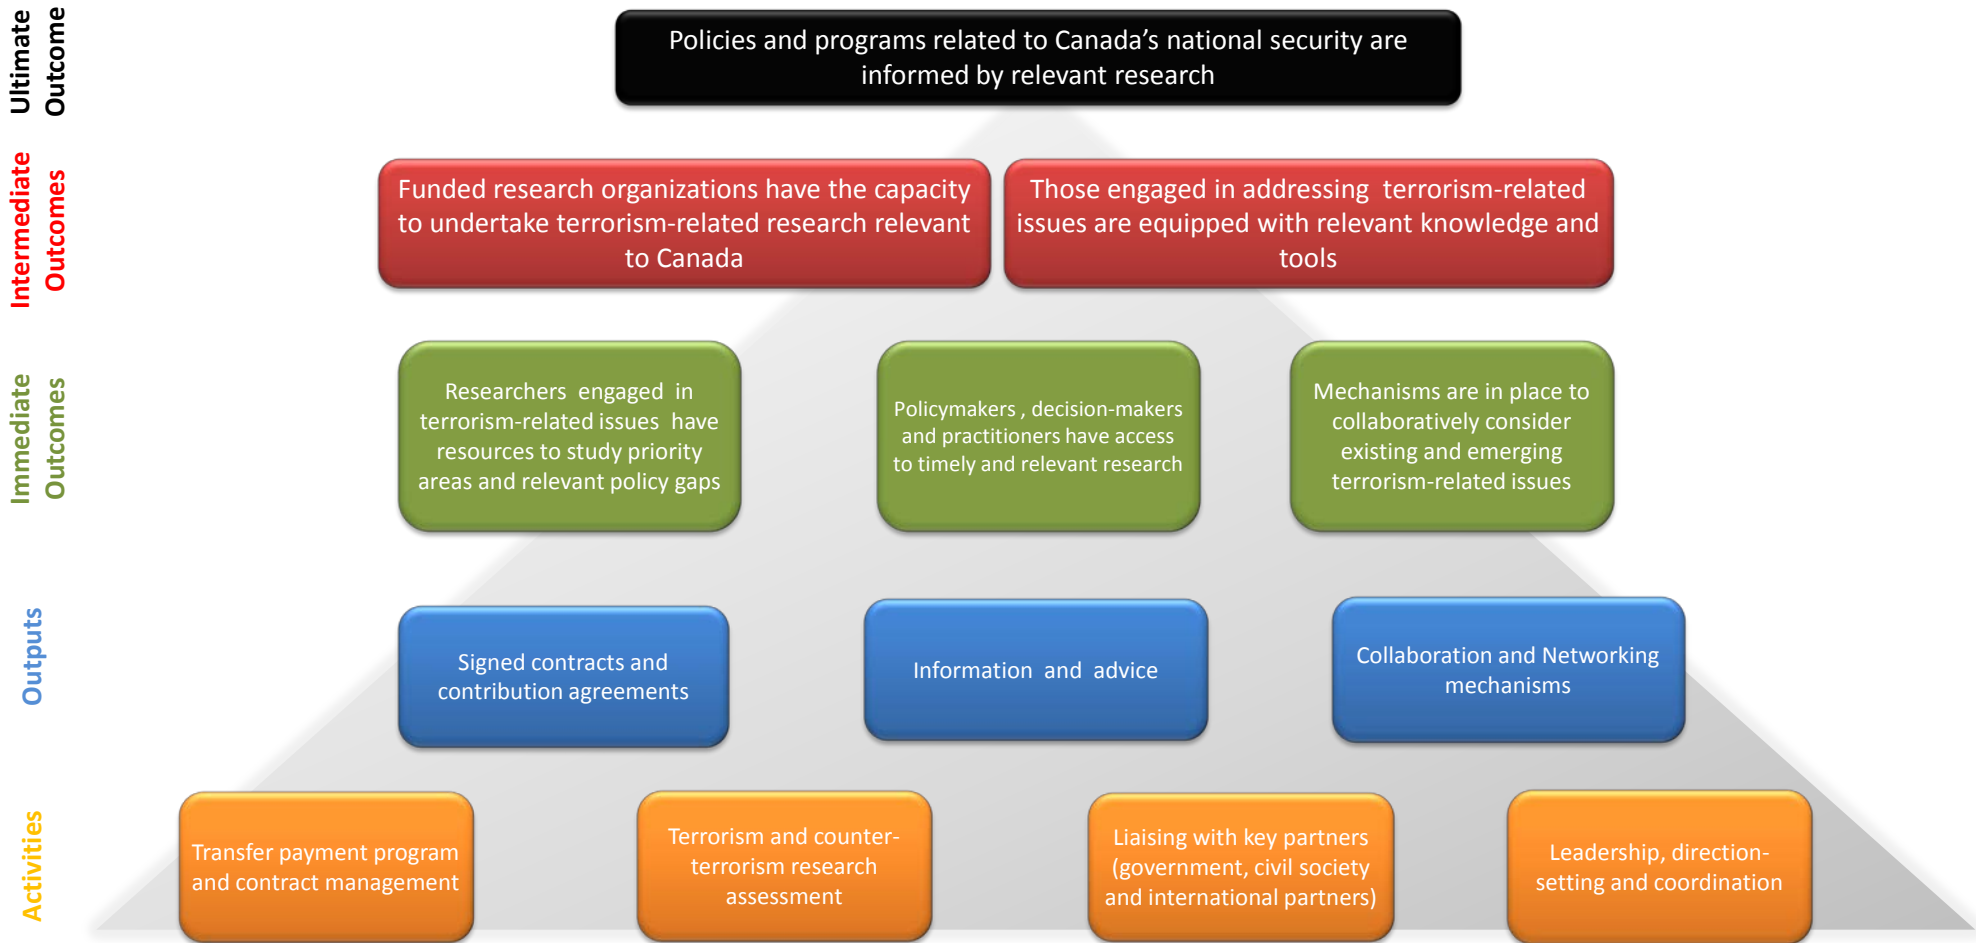 Ultimate
Outcome
Policies and programs related to Canada's national security are
informed by relevant research
Intermediate
Outcomes
Funded research organizations have the capacity
to undertake terrorism-related research relevant
to Canada
Those engaged in addressing terrorism-related
issues are equipped with relevant knowledge and
tools
Immediate
Outcomes
Researchers engaged in
terrorism-related issues have
resources to study priority
areas and relevant policy gaps
Policymakers , decision-makers
and practitioners have access
to timely and relevant research
Mechanisms are in place to
collaboratively consider
existing and emerging
terrorism-related issues
Outputs
Signed contracts and
contribution agreements
Information and advice
Collaboration and Networking
mechanisms
Activities
Transfer payment program
and contract management
Terrorism and counter-
terrorism research
assessment
Liaising with key partners
(government, civil society
and international partners)
Leadership, direction-
setting and coordination